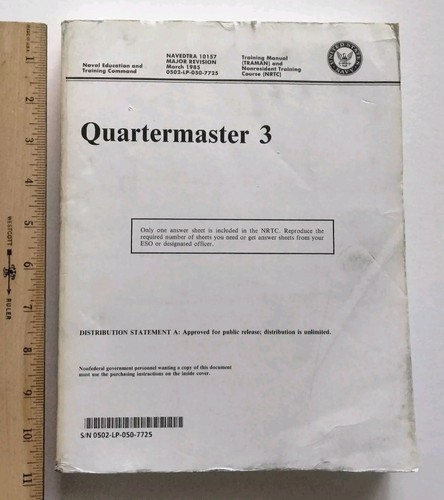 Naval Education and
Training Command
NAVEDTRA 10157
MAJOR REVISION
March 1985
0502-LP-050-7725
Training Manual
(TRAMAN) and
Nonresident Training
Course (NRTC)
UNITED STATES
NAVY
Quartermaster 3
Only one answer sheet is included in the NRTC. Reproduce the
required number of sheets you need or get answer sheets from your
ESO or designated officer.
DISTRIBUTION STATEMENT A: Approved for public release; distribution is unlimited.
Nonfederal government personnel wanting a copy of this document
must use the purchasing instructions on the inside cover.
S/N 0502-LP-050-7725
1
2
3
4
5
WESTCOTT
6
RULER
7
8
9
10
11